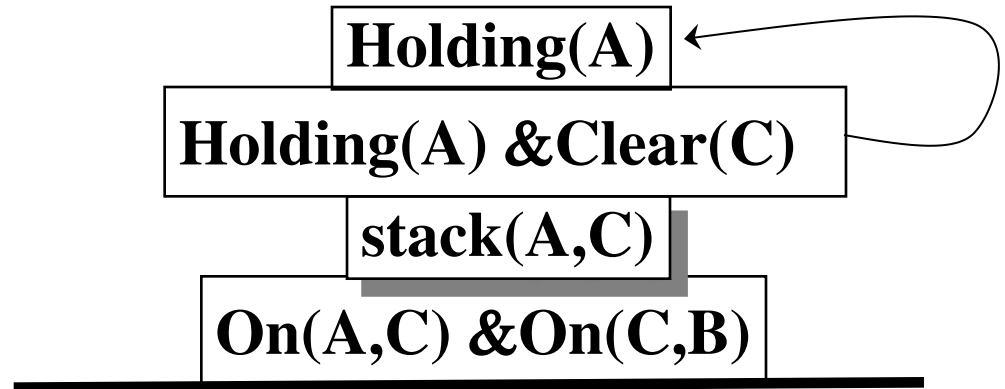 Holding(A)
Holding(A) &Clear(C)
stack(A,C)
On(A,C) &On(C,B)